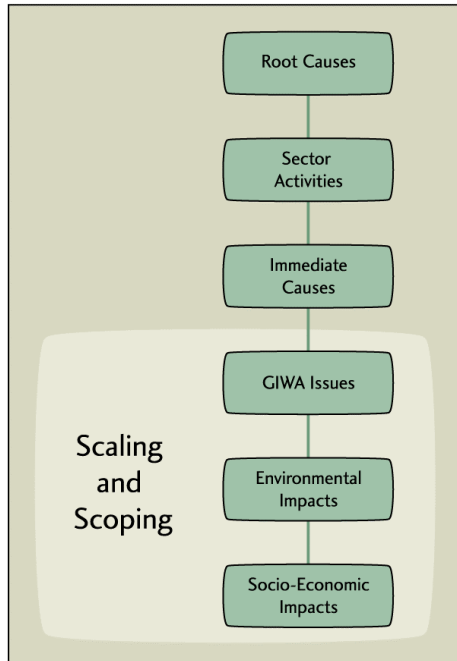 Root Causes
Sector
Activities
Immediate
Causes
GIWA Issues
Scaling
and
Scoping
Environmental
Impacts
Socio-Economic
Impacts